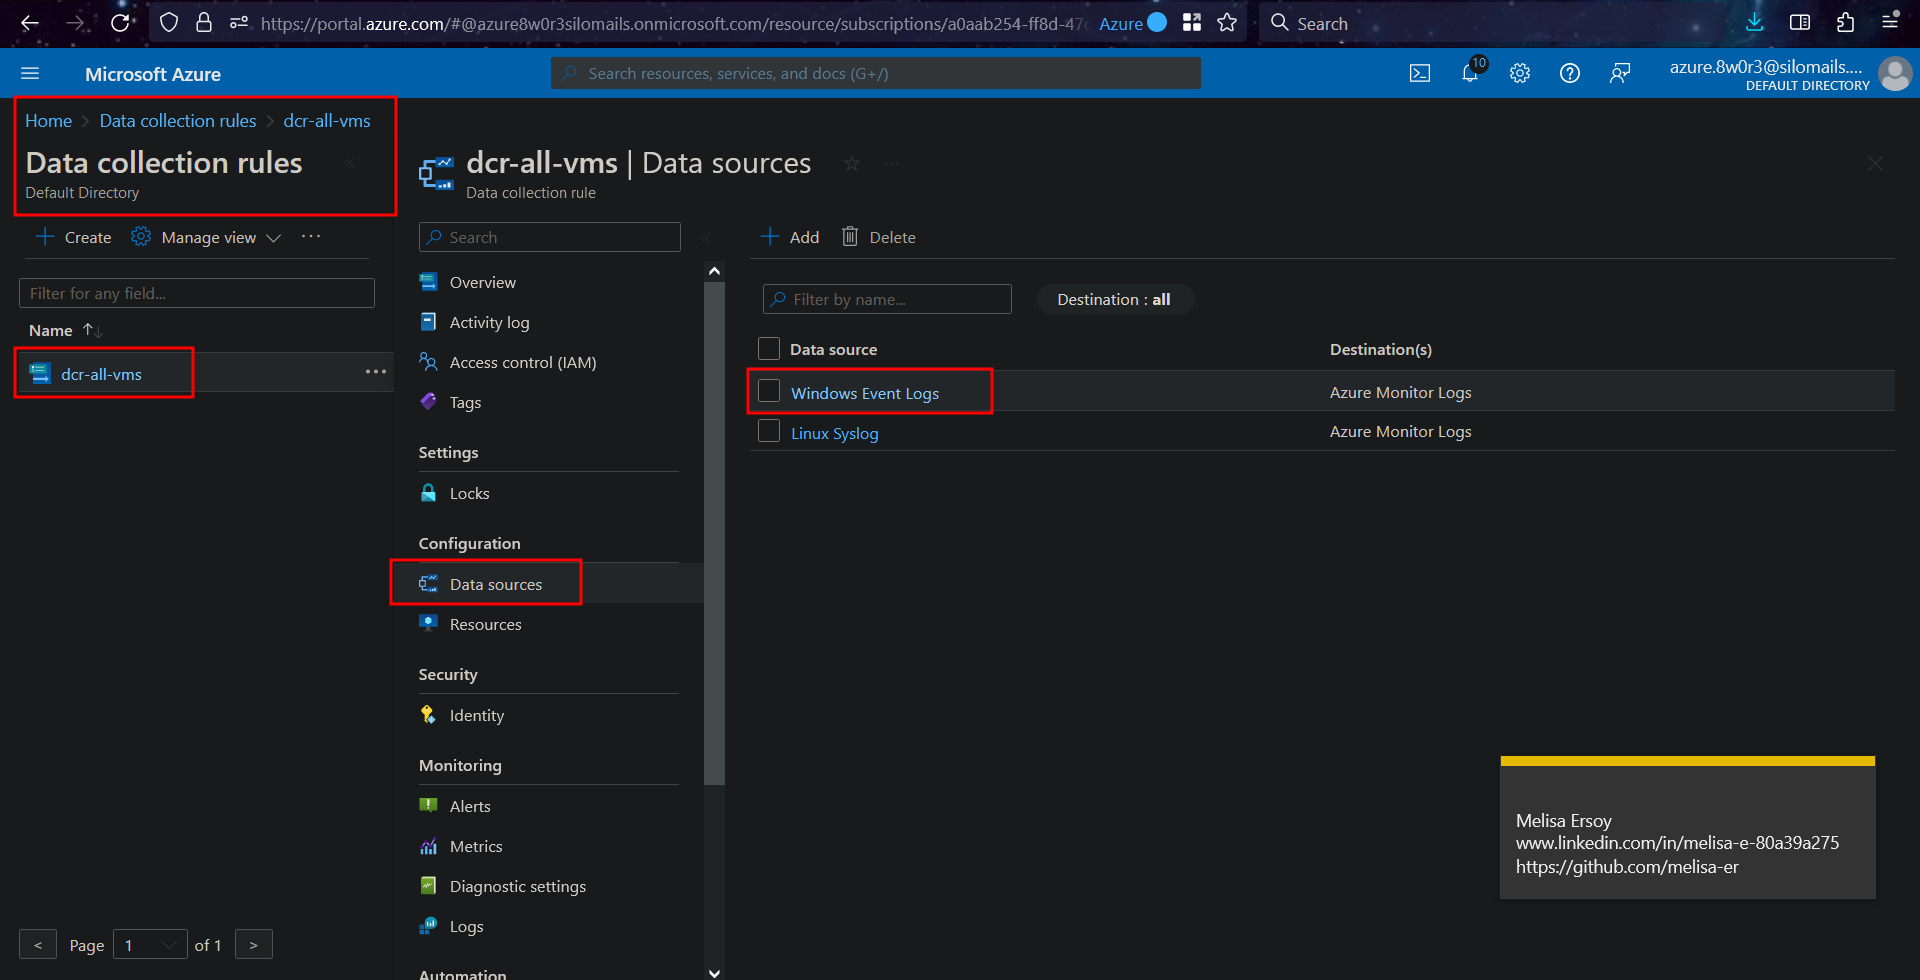 https://portal.azure.com/#@azure8w0r3silomails.onmicrosoft.com/resource/subscriptions/a0aab254-ff8d-47
Azure
Search
Microsoft Azure
Search resources, services, and docs (G+/)
10
azure.8w0r3@silomails....
DEFAULT DIRECTORY
Home > Data collection rules > dcr-all-vms
Data collection rules
Default Directory
Create
Manage view
Filter for any field...
Name
dcr-all-vms
< Page 1 of 1 >
dcr-all-vms | Data sources
Data collection rule
Search
Overview
Activity log
Access control (IAM)
Tags
Settings
Locks
Configuration
Data sources
Resources
Security
Identity
Monitoring
Alerts
Metrics
Diagnostic settings
Logs
Automation
Add
Delete
Filter by name...
Destination : all
Data source Destination(s)
Windows Event Logs Azure Monitor Logs
Linux Syslog Azure Monitor Logs
Melisa Ersoy
www.linkedin.com/in/melisa-e-80a39a275
https://github.com/melisa-er